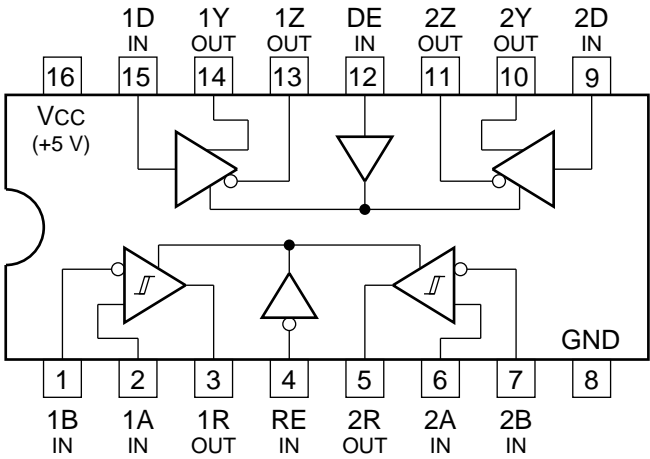 1D 1Y 1Z DE 2Z 2Y 2D
IN OUT OUT IN OUT OUT IN
16 15 14 13 12 11 10 9
VCC
(+5 V)
GND
1 2 3 4 5 6 7 8
1B 1A 1R RE 2R 2A 2B
IN IN OUT IN OUT IN IN